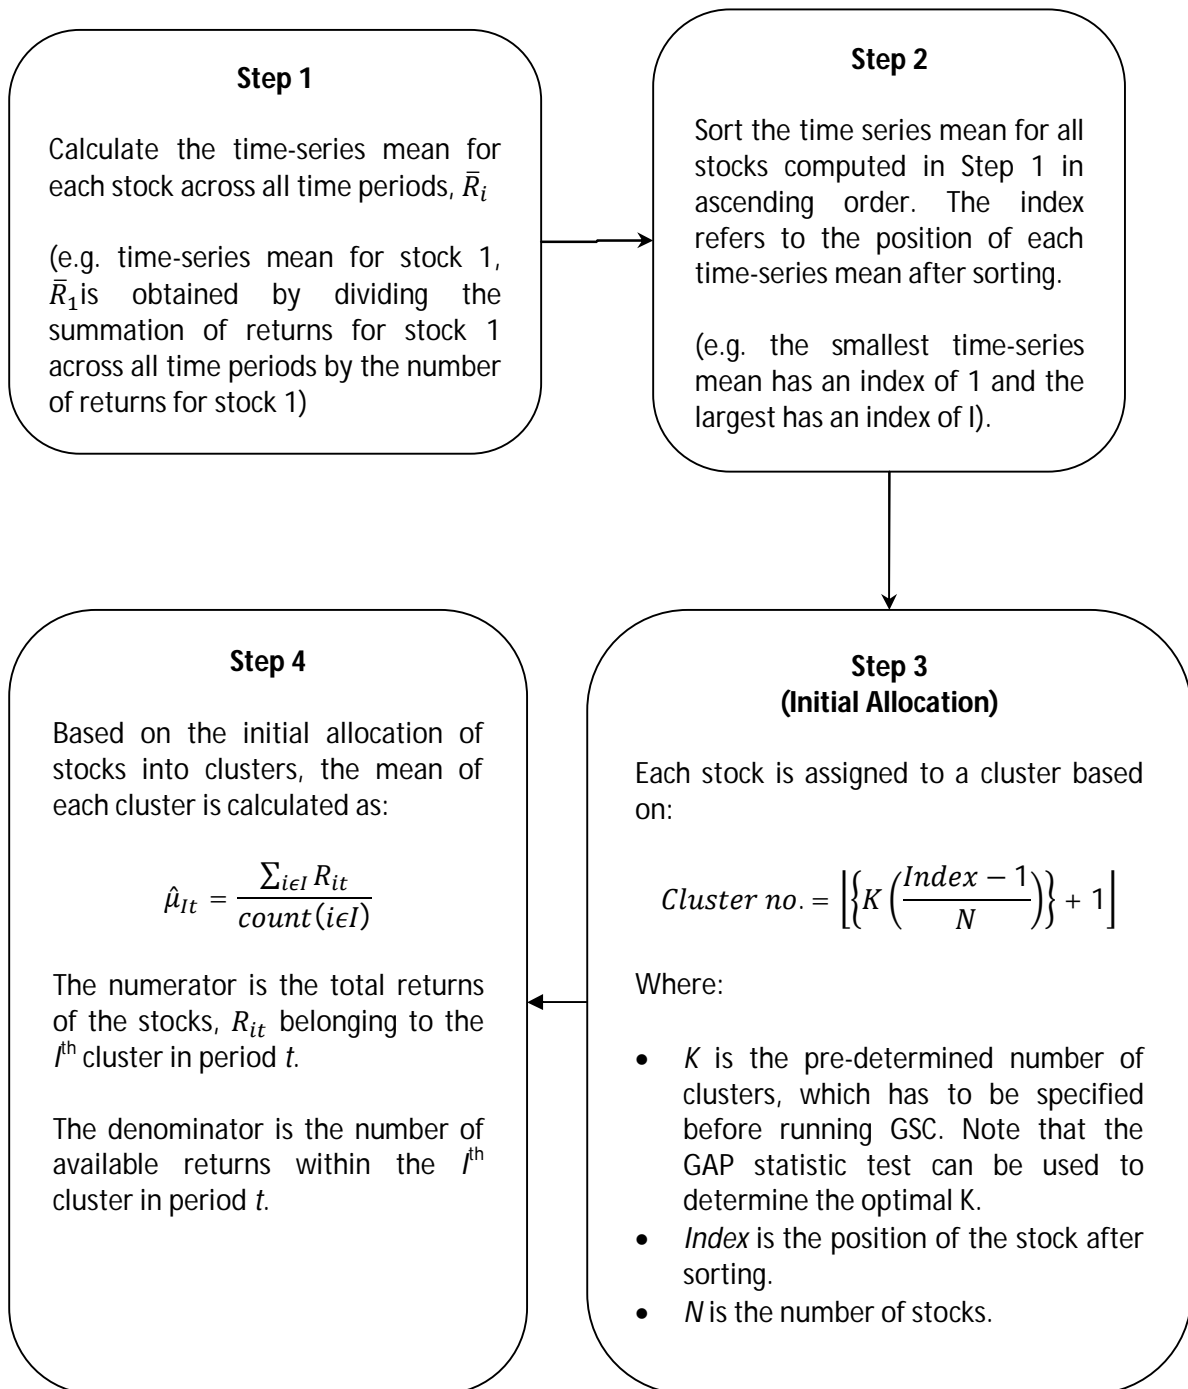 Step 1
Calculate the time-series mean for
each stock across all time periods, R̄ᵢ
(e.g. time-series mean for stock 1,
R̄₁is obtained by dividing the
summation of returns for stock 1
across all time periods by the number
of returns for stock 1)
Step 2
Sort the time series mean for all
stocks computed in Step 1 in
ascending order. The index
refers to the position of each
time-series mean after sorting.
(e.g. the smallest time-series
mean has an index of 1 and the
largest has an index of I).
Step 3
(Initial Allocation)
Each stock is assigned to a cluster based
on:
Cluster no. = ⌊{K (Index − 1 / N)} + 1⌋
Where:
• K is the pre-determined number of
clusters, which has to be specified
before running GSC. Note that the
GAP statistic test can be used to
determine the optimal K.
• Index is the position of the stock after
sorting.
• N is the number of stocks.
Step 4
Based on the initial allocation of
stocks into clusters, the mean of
each cluster is calculated as:
μ̂_It = ∑_iϵI R_it / count(iϵI)
The numerator is the total returns
of the stocks, R_it belonging to the
Iᵗʰ cluster in period t.
The denominator is the number of
available returns within the Iᵗʰ
cluster in period t.